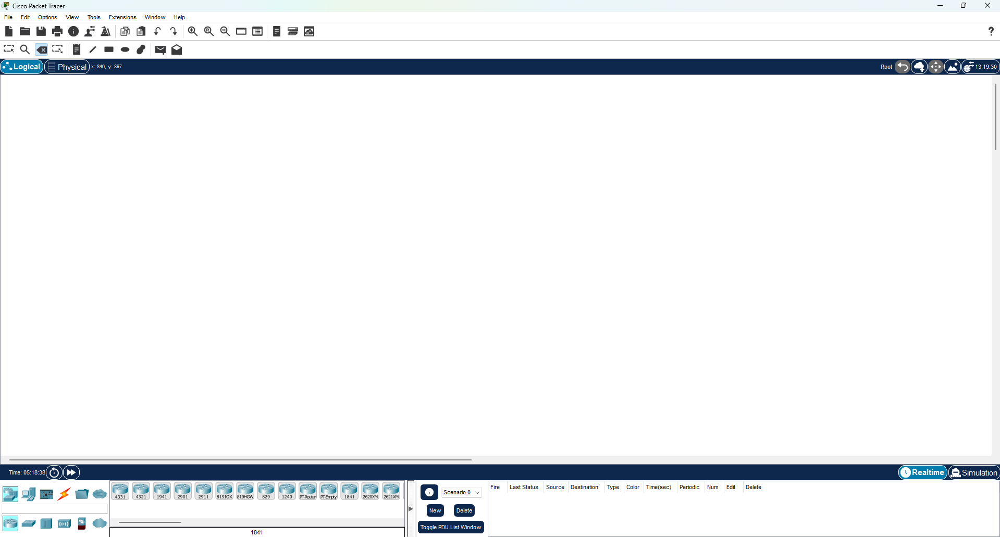 Cisco Packet Tracer
File Edit Options View Tools Extensions Window Help
Logical Physical x: 846, y: 397 Root 13:19:30
Time: 05:18:38 Realtime Simulation
4331 4321 1941 2901 2911 819IOX 819HGW 829 1240 PT-Router PT-Empty 1841 2620XM 2621XM
1841
Scenario 0
New Delete
Toggle PDU List Window
Fire Last Status Source Destination Type Color Time(sec) Periodic Num Edit Delete